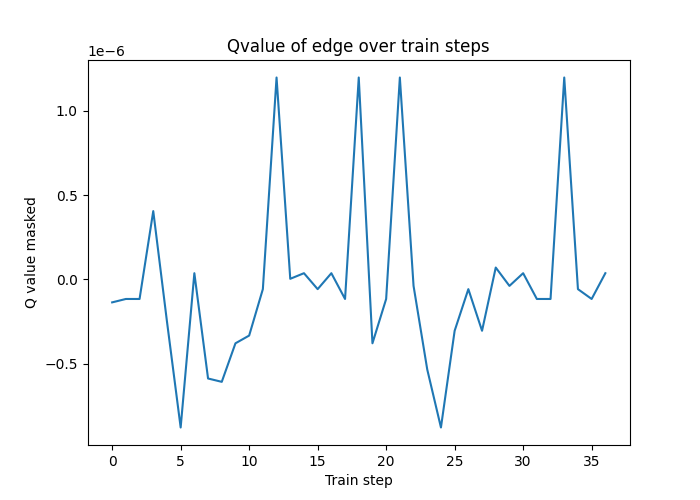 Qvalue of edge over train steps
1e−6
1.0
0.5
0.0
−0.5
Q value masked
0 5 10 15 20 25 30 35
Train step